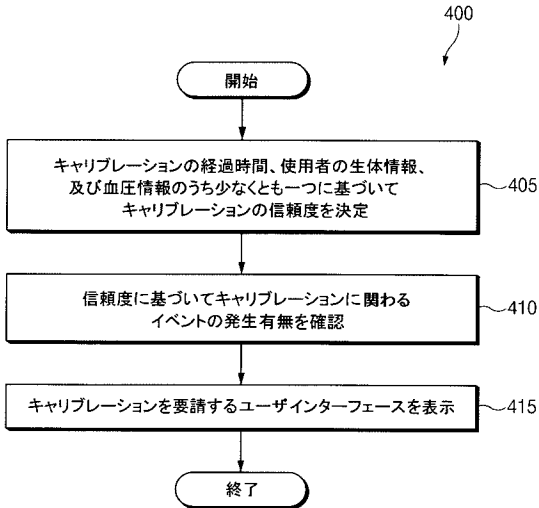 400
開始
キャリブレーションの経過時間、使用者の生体情報、
及び血圧情報のうち少なくとも一つに基づいて
キャリブレーションの信頼度を決定
405
信頼度に基づいてキャリブレーションに関わる
イベントの発生有無を確認
410
キャリブレーションを要請するユーザインターフェースを表示
415
終了